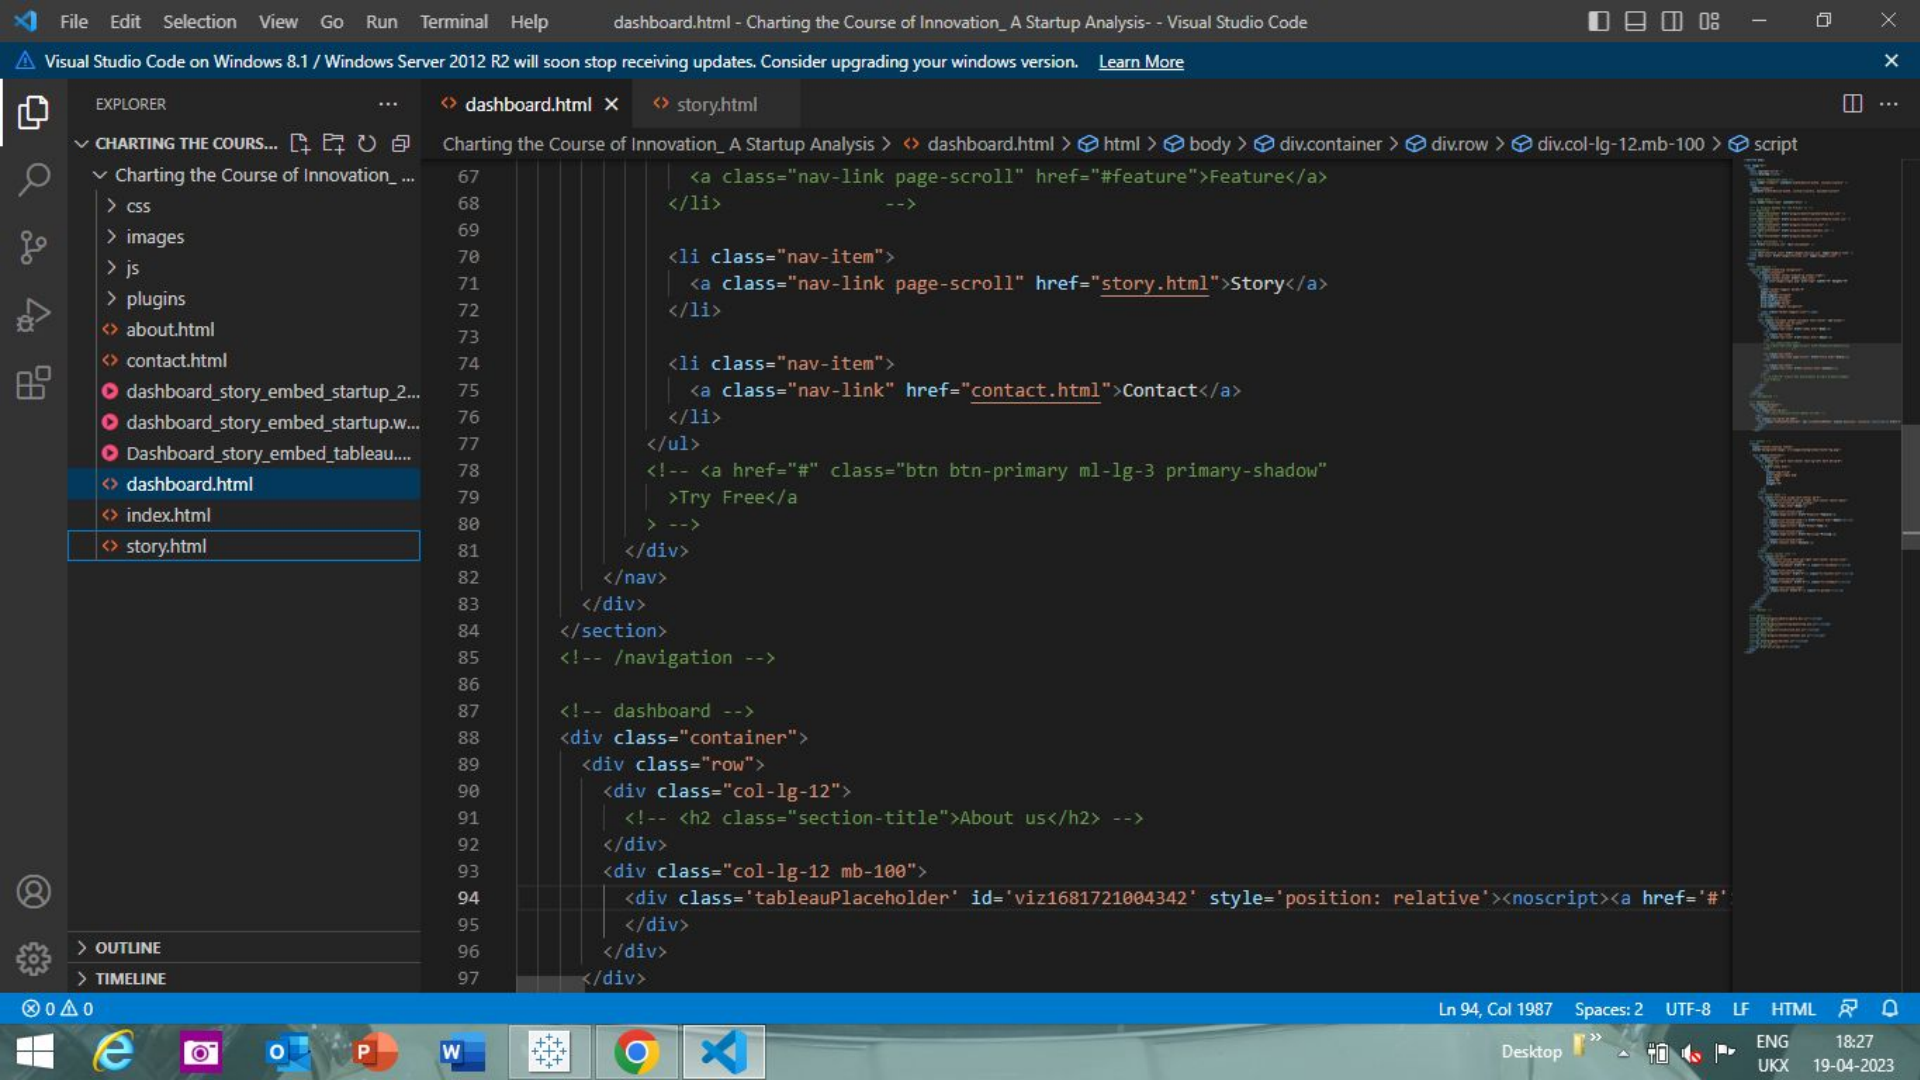 File Edit Selection View Go Run Terminal Help dashboard.html - Charting the Course of Innovation_ A Startup Analysis- - Visual Studio Code
Visual Studio Code on Windows 8.1 / Windows Server 2012 R2 will soon stop receiving updates. Consider upgrading your windows version. Learn More
EXPLORER
CHARTING THE COURS...
Charting the Course of Innovation_ ...
css
images
js
plugins
about.html
contact.html
dashboard_story_embed_startup_2...
dashboard_story_embed_startup.w...
Dashboard_story_embed_tableau....
dashboard.html
index.html
story.html
OUTLINE
TIMELINE
dashboard.html story.html
Charting the Course of Innovation_ A Startup Analysis > dashboard.html > html > body > div.container > div.row > div.col-lg-12.mb-100 > script
67 <a class="nav-link page-scroll" href="#feature">Feature</a>
68 </li> -->
69
70 <li class="nav-item">
71 <a class="nav-link page-scroll" href="story.html">Story</a>
72 </li>
73
74 <li class="nav-item">
75 <a class="nav-link" href="contact.html">Contact</a>
76 </li>
77 </ul>
78 <!-- <a href="#" class="btn btn-primary ml-lg-3 primary-shadow"
79 >Try Free</a
80 > -->
81 </div>
82 </nav>
83 </div>
84 </section>
85 <!-- /navigation -->
86
87 <!-- dashboard -->
88 <div class="container">
89 <div class="row">
90 <div class="col-lg-12">
91 <!-- <h2 class="section-title">About us</h2> -->
92 </div>
93 <div class="col-lg-12 mb-100">
94 <div class='tableauPlaceholder' id='viz1681721004342' style='position: relative'><noscript><a href='#'
95 </div>
96 </div>
97 </div>
0 0 Ln 94, Col 1987 Spaces: 2 UTF-8 LF HTML
Desktop ENG 18:27
UKX 19-04-2023